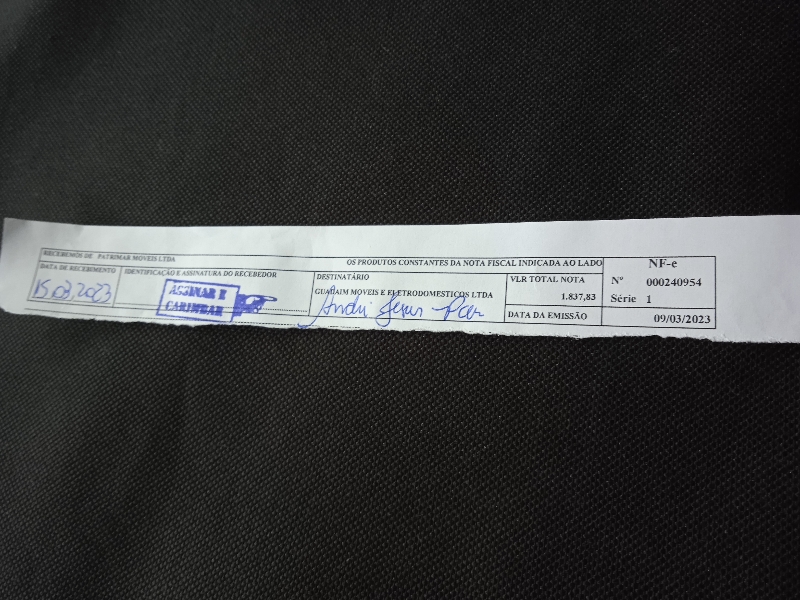 RECEBEMOS DE PATRIMAR MOVEIS LTDA OS PRODUTOS CONSTANTES DA NOTA FISCAL INDICADA AO LADO
DATA DE RECEBIMENTO
15.03.2023
IDENTIFICAÇÃO E ASSINATURA DO RECEBEDOR
ASSINAR E
CARIMBAR
DESTINATÁRIO
GUAIAIM MOVEIS E ELETRODOMESTICOS LTDA
André Jesus
VLR TOTAL NOTA
1.837,83
DATA DA EMISSÃO
NF-e
Nº 000240954
Série 1
09/03/2023